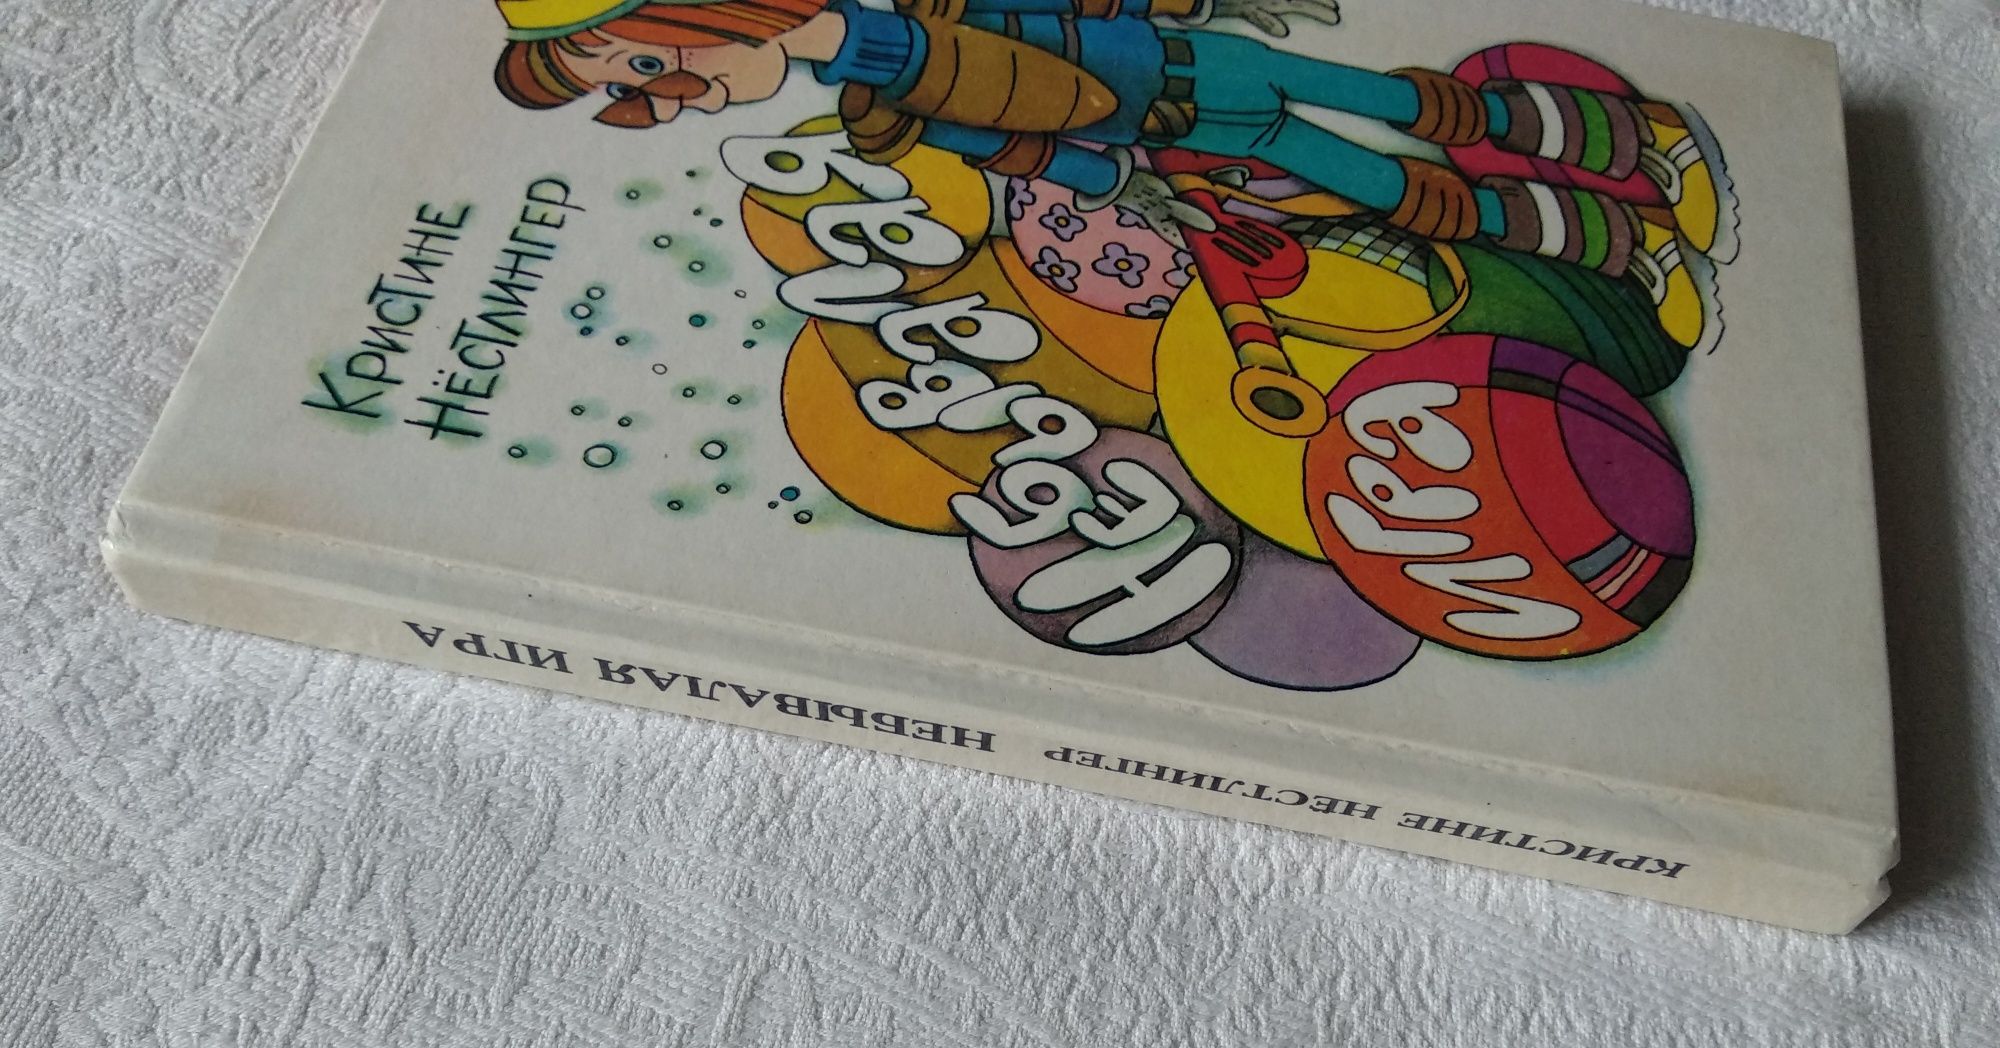 Кристине
Нёстлингер
Небывалая
игра
КРИСТИНЕ НЁСТЛИНГЕР НЕБЫВАЛАЯ ИГРА